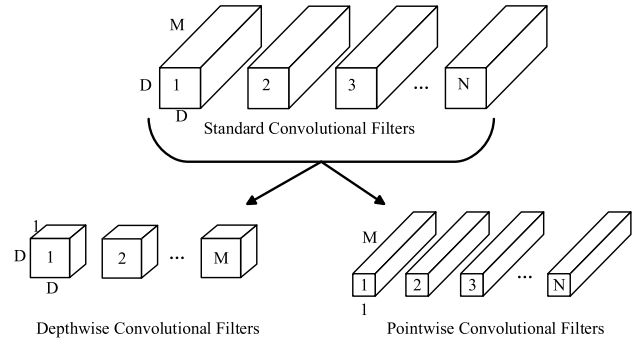 M
D 1 2 3 ... N
D
Standard Convolutional Filters
1
D 1 2 ... M
D
Depthwise Convolutional Filters
M
1 2 3 ... N
1
Pointwise Convolutional Filters